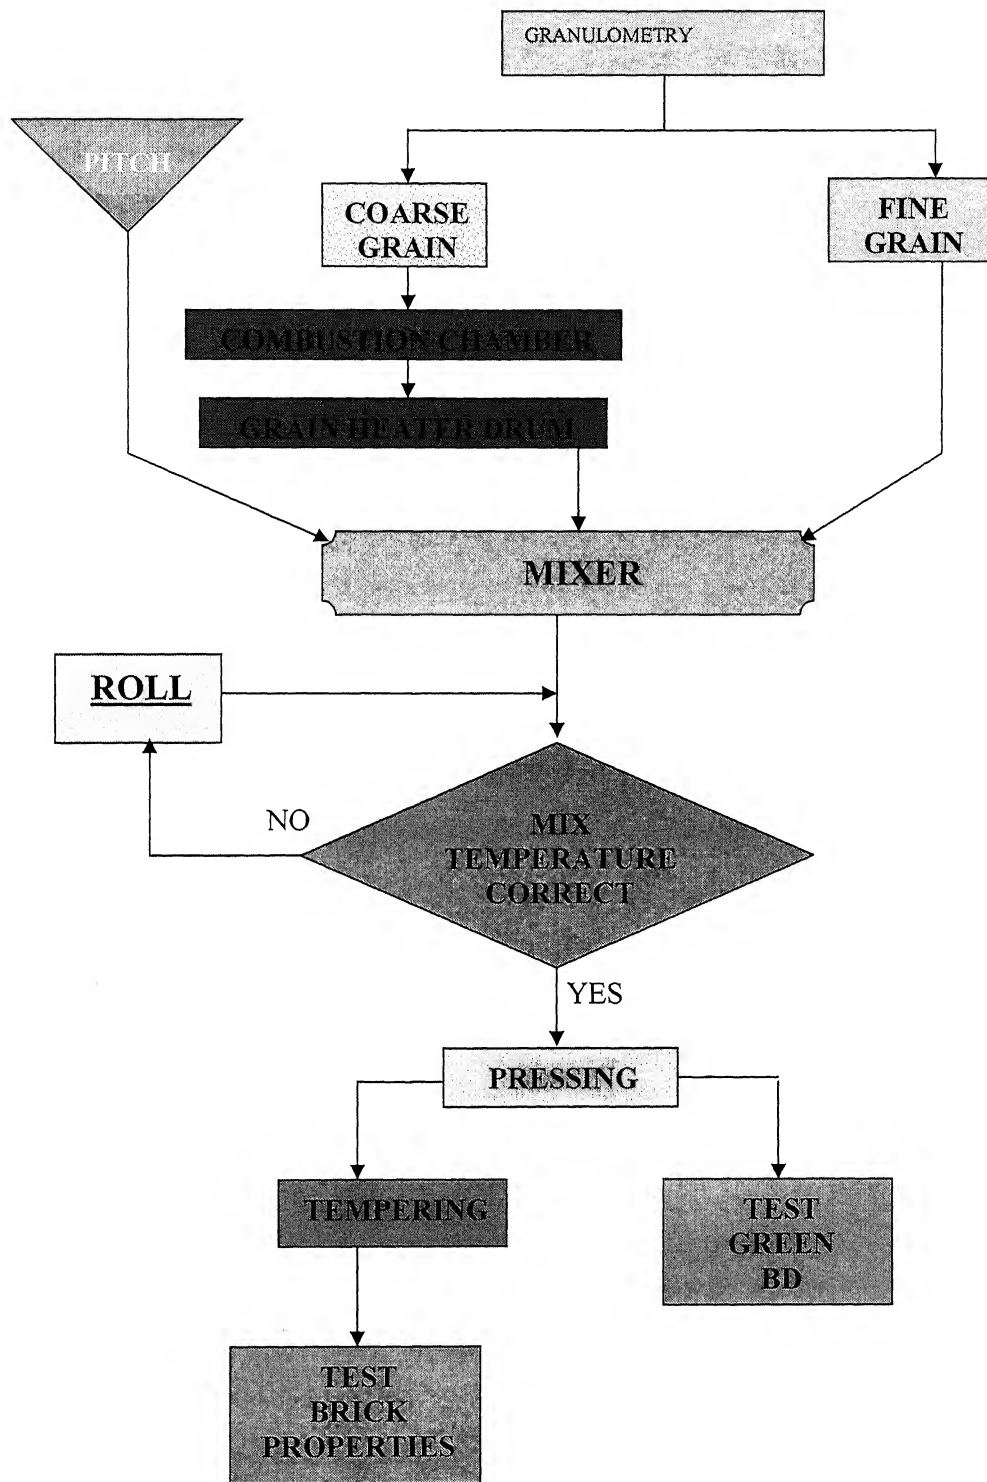 GRANULOMETRY
PITCH
COARSE
GRAIN
FINE
GRAIN
COMBUSTION CHAMBER
GRAIN HEATER DRUM
MIXER
ROLL
NO
MIX
TEMPERATURE
CORRECT
YES
PRESSING
TEMPERING
TEST
GREEN
BD
TEST
BRICK
PROPERTIES